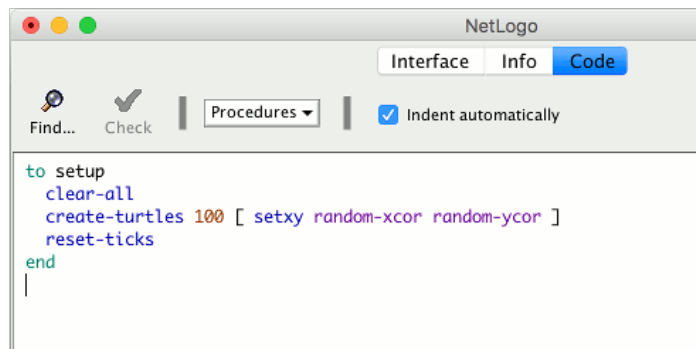 NetLogo
Interface Info Code
Find... Check Procedures Indent automatically
to setup
  clear-all
  create-turtles 100 [ setxy random-xcor random-ycor ]
  reset-ticks
end